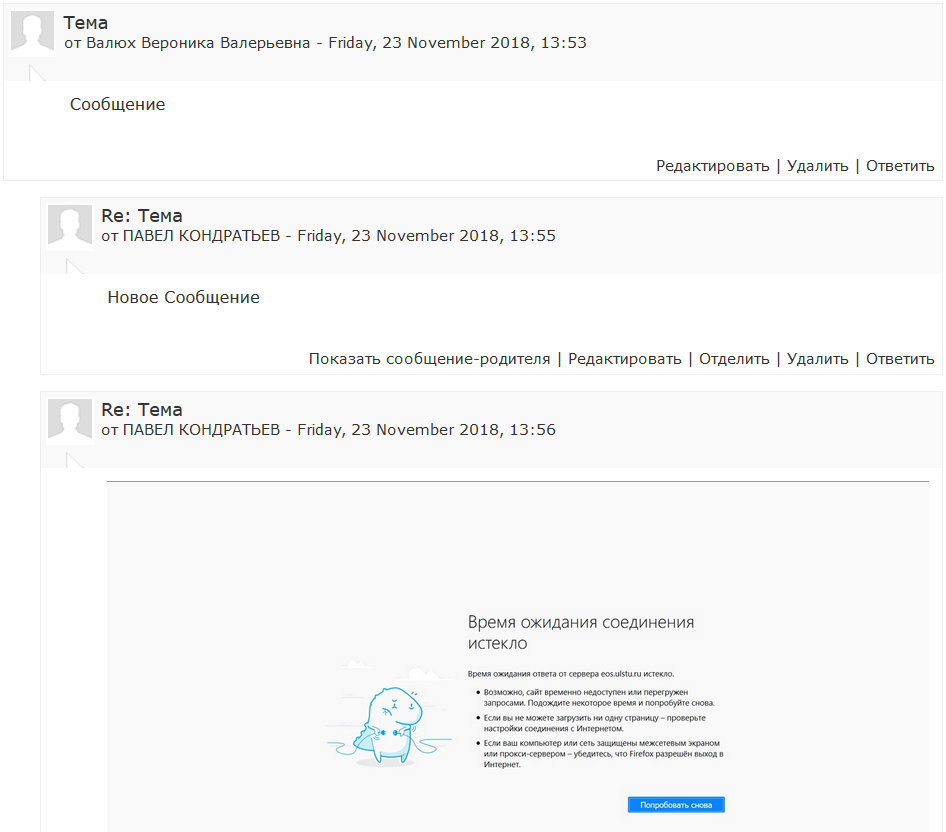 Тема
от Валюх Вероника Валерьевна - Friday, 23 November 2018, 13:53
Сообщение
Редактировать | Удалить | Ответить
Re: Тема
от ПАВЕЛ КОНДРАТЬЕВ - Friday, 23 November 2018, 13:55
Новое Сообщение
Показать сообщение-родителя | Редактировать | Отделить | Удалить | Ответить
Re: Тема
от ПАВЕЛ КОНДРАТЬЕВ - Friday, 23 November 2018, 13:56
Время ожидания соединения
истекло
Время ожидания ответа от сервера eos.ulstu.ru истекло.
• Возможно, сайт временно недоступен или перегружен
запросами. Подождите некоторое время и попробуйте снова.
• Если вы не можете загрузить ни одну страницу – проверьте
настройки соединения с Интернетом.
• Если ваш компьютер или сеть защищены межсетевым экраном
или прокси-сервером – убедитесь, что Firefox разрешён выход в
Интернет.
Попробовать снова